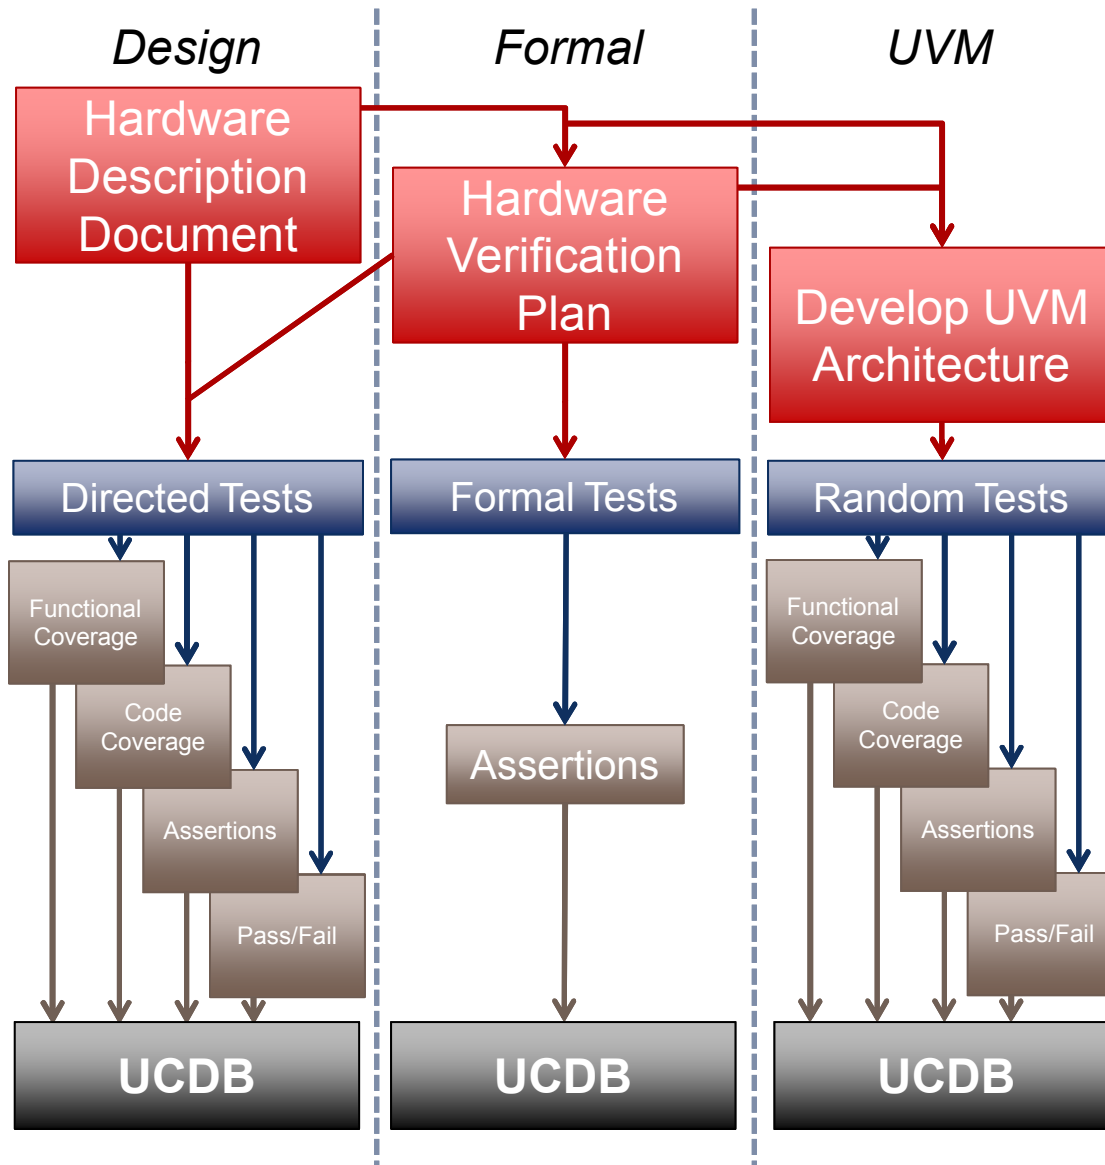 Design
Formal
UVM
Hardware
Description
Document
Hardware
Verification
Plan
Develop UVM
Architecture
Directed Tests
Formal Tests
Random Tests
Functional
Coverage
Code
Coverage
Assertions
Pass/Fail
Assertions
Functional
Coverage
Code
Coverage
Assertions
Pass/Fail
UCDB
UCDB
UCDB